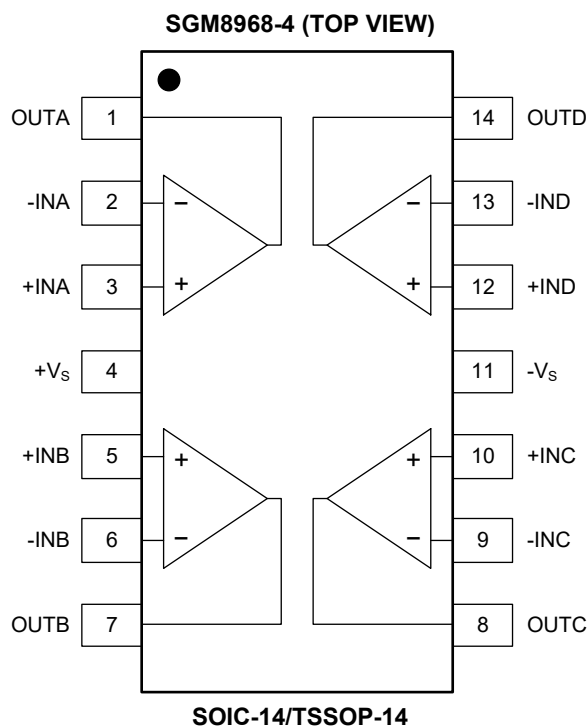 SGM8968-4 (TOP VIEW)
OUTA 1 14 OUTD
-INA 2 − − 13 -IND
+INA 3 + + 12 +IND
+VS 4 11 -VS
+INB 5 + + 10 +INC
-INB 6 − − 9 -INC
OUTB 7 8 OUTC
SOIC-14/TSSOP-14